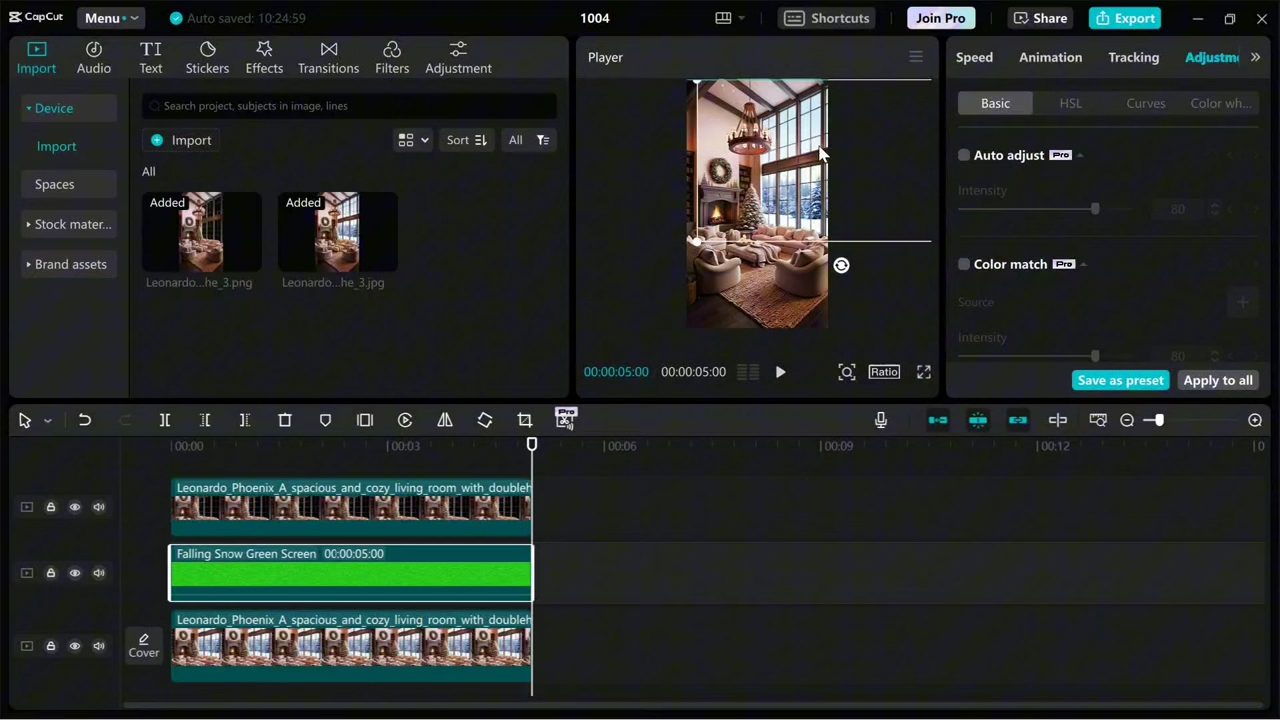 CapCut
Menu
Auto saved: 10:24:59
1004
Shortcuts
Join Pro
Share
Export
Import
Audio
Text
Stickers
Effects
Transitions
Filters
Adjustment
Player
Speed
Animation
Tracking
Adjustme
Device
Search project, subjects in image, lines
Basic
HSL
Curves
Color wh...
Import
Import
Sort
All
Auto adjust Pro
All
Spaces
Intensity
Added
Added
80
Stock mater...
Brand assets
Color match Pro
Leonardo...he_3.png
Leonardo...he_3.jpg
Source
Intensity
80
00:00:05:00
00:00:05:00
Ratio
Save as preset
Apply to all
Pro
00:00
00:03
00:06
00:09
00:12
0
Leonardo_Phoenix_A_spacious_and_cozy_living_room_with_doubleh
Falling Snow Green Screen 00:00:05:00
Leonardo_Phoenix_A_spacious_and_cozy_living_room_with_doubleh
Cover